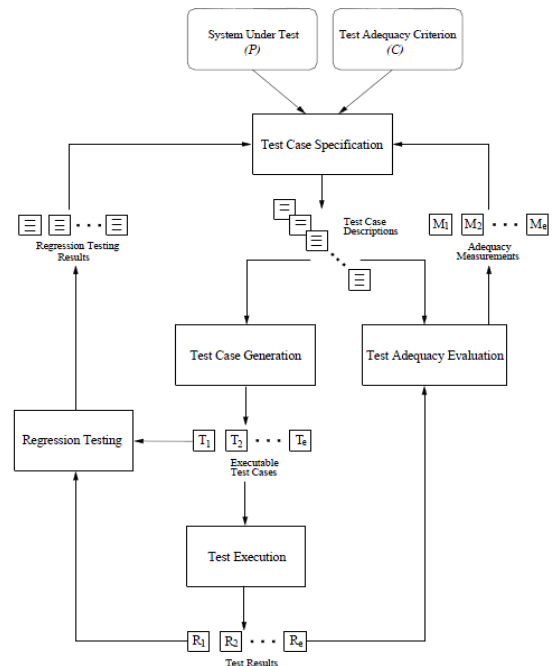 System Under Test
(P)
Test Adequacy Criterion
(C)
Test Case Specification
Test Case
Descriptions
M1 M2 ··· Me
Adequacy
Measurements
Regression Testing
Results
Test Case Generation
Test Adequacy Evaluation
Regression Testing
T1 T2 ··· Te
Executable
Test Cases
Test Execution
R1 R2 ··· Re
Test Results